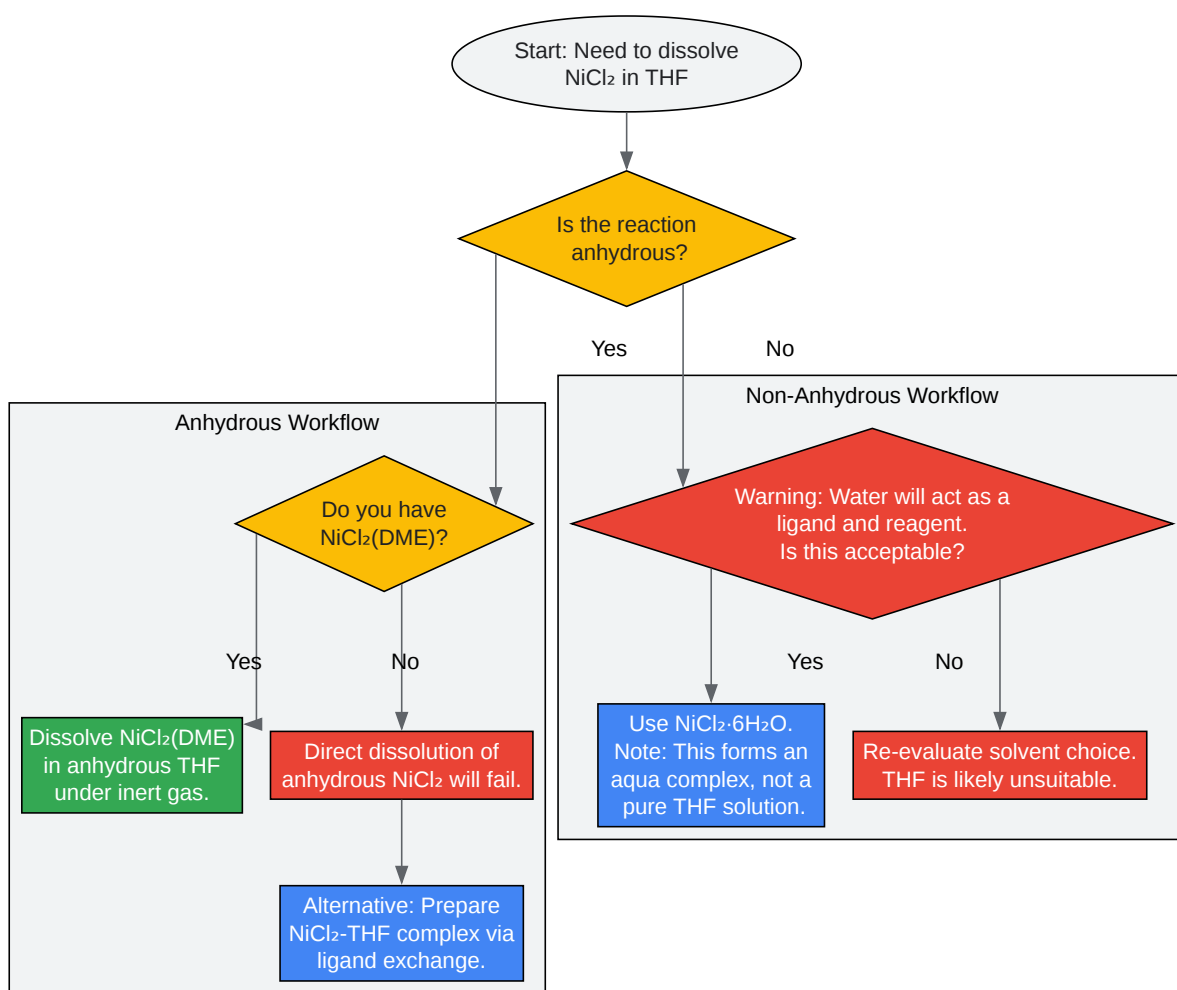 Start: Need to dissolve
NiCl₂ in THF
Is the reaction
anhydrous?
Yes
No
Anhydrous Workflow
Do you have
NiCl₂(DME)?
Yes
No
Dissolve NiCl₂(DME)
in anhydrous THF
under inert gas.
Direct dissolution of
anhydrous NiCl₂ will fail.
Alternative: Prepare
NiCl₂-THF complex via
ligand exchange.
Non-Anhydrous Workflow
Warning: Water will act as a
ligand and reagent.
Is this acceptable?
Yes
No
Use NiCl₂·6H₂O.
Note: This forms an
aqua complex, not a
pure THF solution.
Re-evaluate solvent choice.
THF is likely unsuitable.